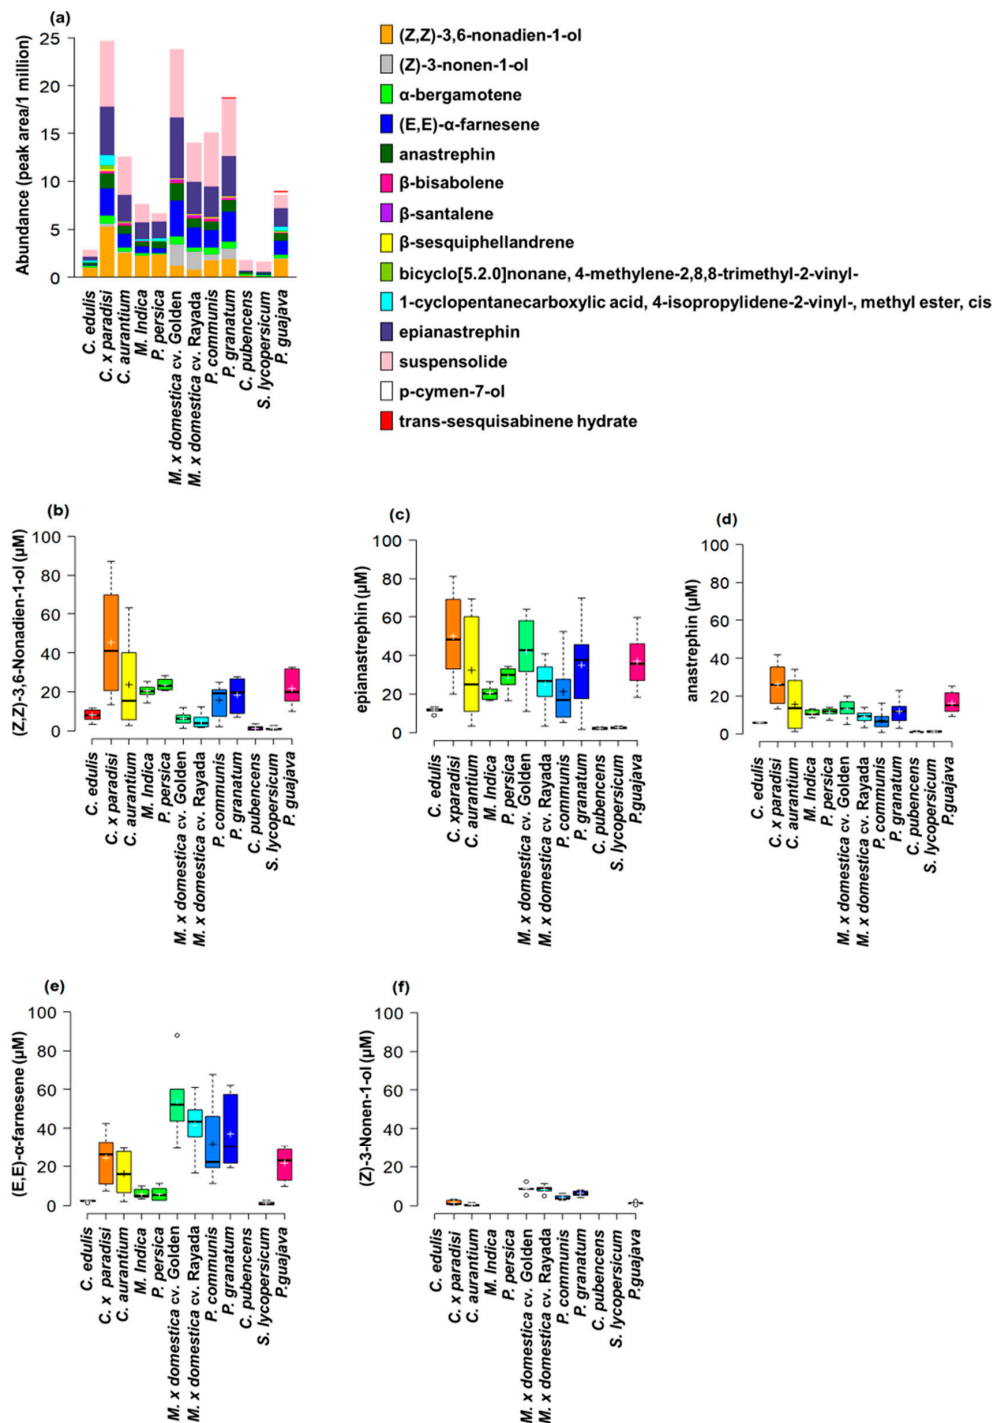 (a)
Abundance (peak area/1 million)
25
20
15
10
5
0
C. edulis
C. x paradisi
C. aurantium
M. Indica
P. persica
M. x domestica cv. Golden
M. x domestica cv. Rayada
P. communis
P. granatum
C. pubencens
S. lycopersicum
P. guajava
(Z,Z)-3,6-nonadien-1-ol
(Z)-3-nonen-1-ol
α-bergamotene
(E,E)-α-farnesene
anastrephin
β-bisabolene
β-santalene
β-sesquiphellandrene
bicyclo[5.2.0]nonane, 4-methylene-2,8,8-trimethyl-2-vinyl-
1-cyclopentanecarboxylic acid, 4-isopropylidene-2-vinyl-, methyl ester, cis
epianastrephin
suspensolide
p-cymen-7-ol
trans-sesquisabinene hydrate
(b)
(Z,Z)-3,6-Nonadien-1-ol (µM)
100
80
60
40
20
0
C. edulis
C. x paradisi
C. aurantium
M. Indica
P. persica
M. x domestica cv. Golden
M. x domestica cv. Rayada
P. communis
P. granatum
C. pubencens
S. lycopersicum
P. guajava
(c)
epianastrephin (µM)
100
80
60
40
20
0
C. edulis
C. xparadisi
C. aurantium
M. Indica
P. persica
M. x domestica cv. Golden
M. x domestica cv. Rayada
P. communis
P. granatum
C. pubencens
S. lycopersicum
P.guajava
(d)
anastrephin (µM)
100
80
60
40
20
0
C. edulis
C. x paradisi
C. aurantium
M. Indica
P. persica
M. x domestica cv. Golden
M. x domestica cv. Rayada
P. communis
P. granatum
C. pubencens
S. lycopersicum
P.guajava
(e)
(E,E)-α-farnesene (µM)
100
80
60
40
20
0
C. edulis
C. x paradisi
C. aurantium
M. Indica
P. persica
M. x domestica cv. Golden
M. x domestica cv. Rayada
P. communis
P. granatum
C. pubencens
S. lycopersicum
P.guajava
(f)
(Z)-3-Nonen-1-ol (µM)
100
80
60
40
20
0
C. edulis
C. x paradisi
C. aurantium
M. Indica
P. persica
M. x domestica cv. Golden
M. x domestica cv. Rayada
P. communis
P. granatum
C. pubencens
S. lycopersicum
P. guajava